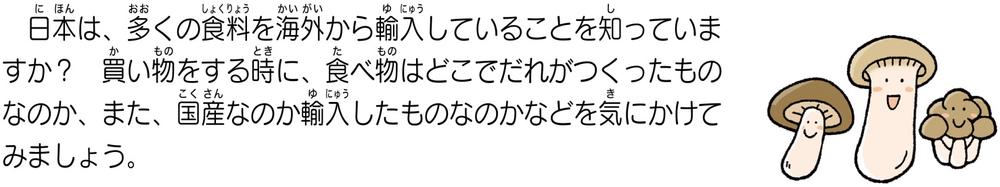 日本は、多くの食料を海外から輸入していることを知っていま
すか？　買い物をする時に、食べ物はどこでだれがつくったもの
なのか、また、国産なのか輸入したものなのかなどを気にかけて
みましょう。